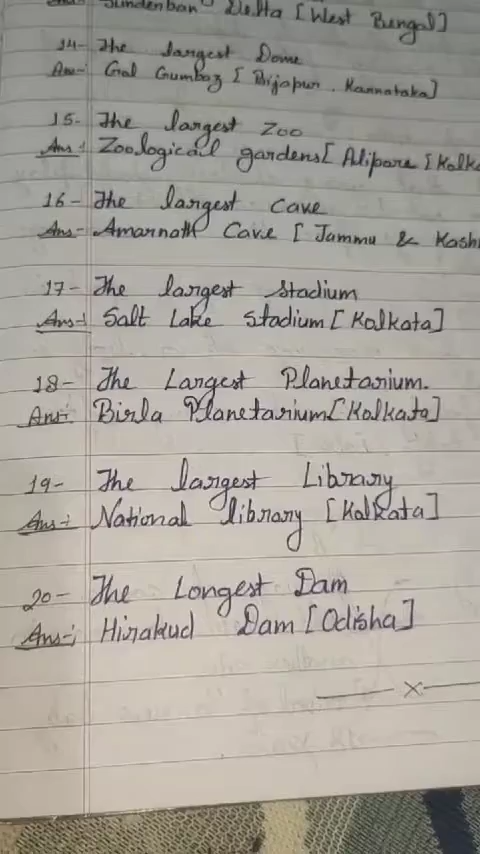 Sundenban Delta [West Bengal]
14- The largest Dome
Ans- Gol Gumbaz [Bijapur, Karnataka]
15- The largest Zoo
Ans- Zoological gardens[Alipore [Kolka
16- The largest cave
Ans- Amarnath Cave [Jammu & Kash
17- The largest Stadium
Ans- Salt Lake Stadium [Kolkata]
18- The Largest Planetarium.
Ans- Birla Planetarium[Kolkata]
19- The largest Library
Ans- National library [Kolkata]
20- The Longest Dam
Ans- Hirakud Dam [Odisha]
x